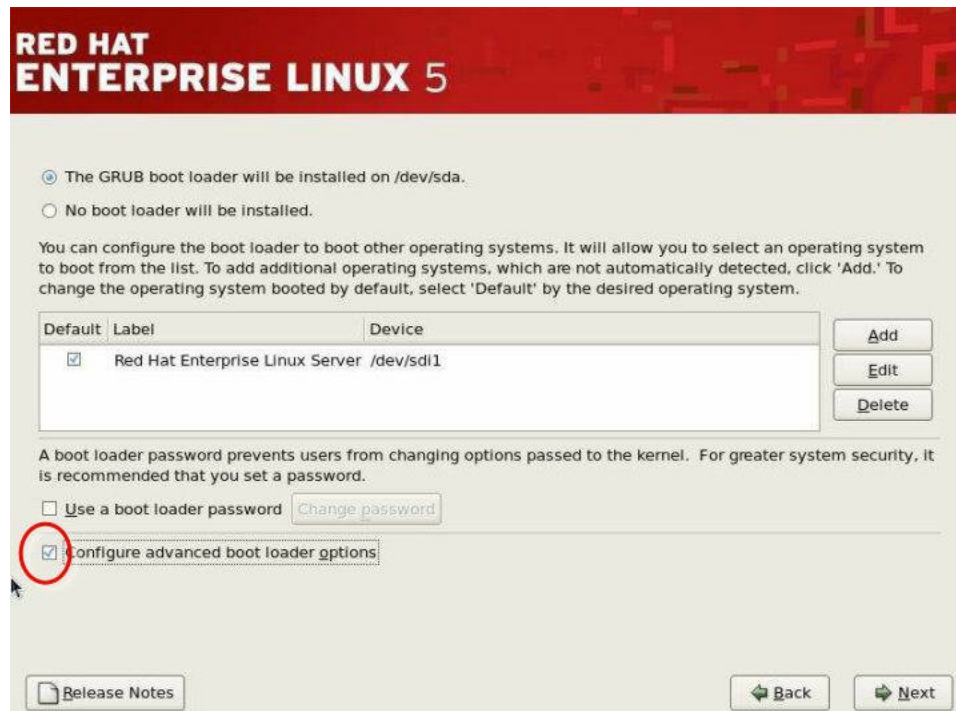 RED HAT
ENTERPRISE LINUX 5
The GRUB boot loader will be installed on /dev/sda.
No boot loader will be installed.
You can configure the boot loader to boot other operating systems. It will allow you to select an operating system
to boot from the list. To add additional operating systems, which are not automatically detected, click 'Add.' To
change the operating system booted by default, select 'Default' by the desired operating system.
Default Label Device
Red Hat Enterprise Linux Server /dev/sdi1
Add
Edit
Delete
A boot loader password prevents users from changing options passed to the kernel. For greater system security, it
is recommended that you set a password.
Use a boot loader password Change password
Configure advanced boot loader options
Release Notes Back Next